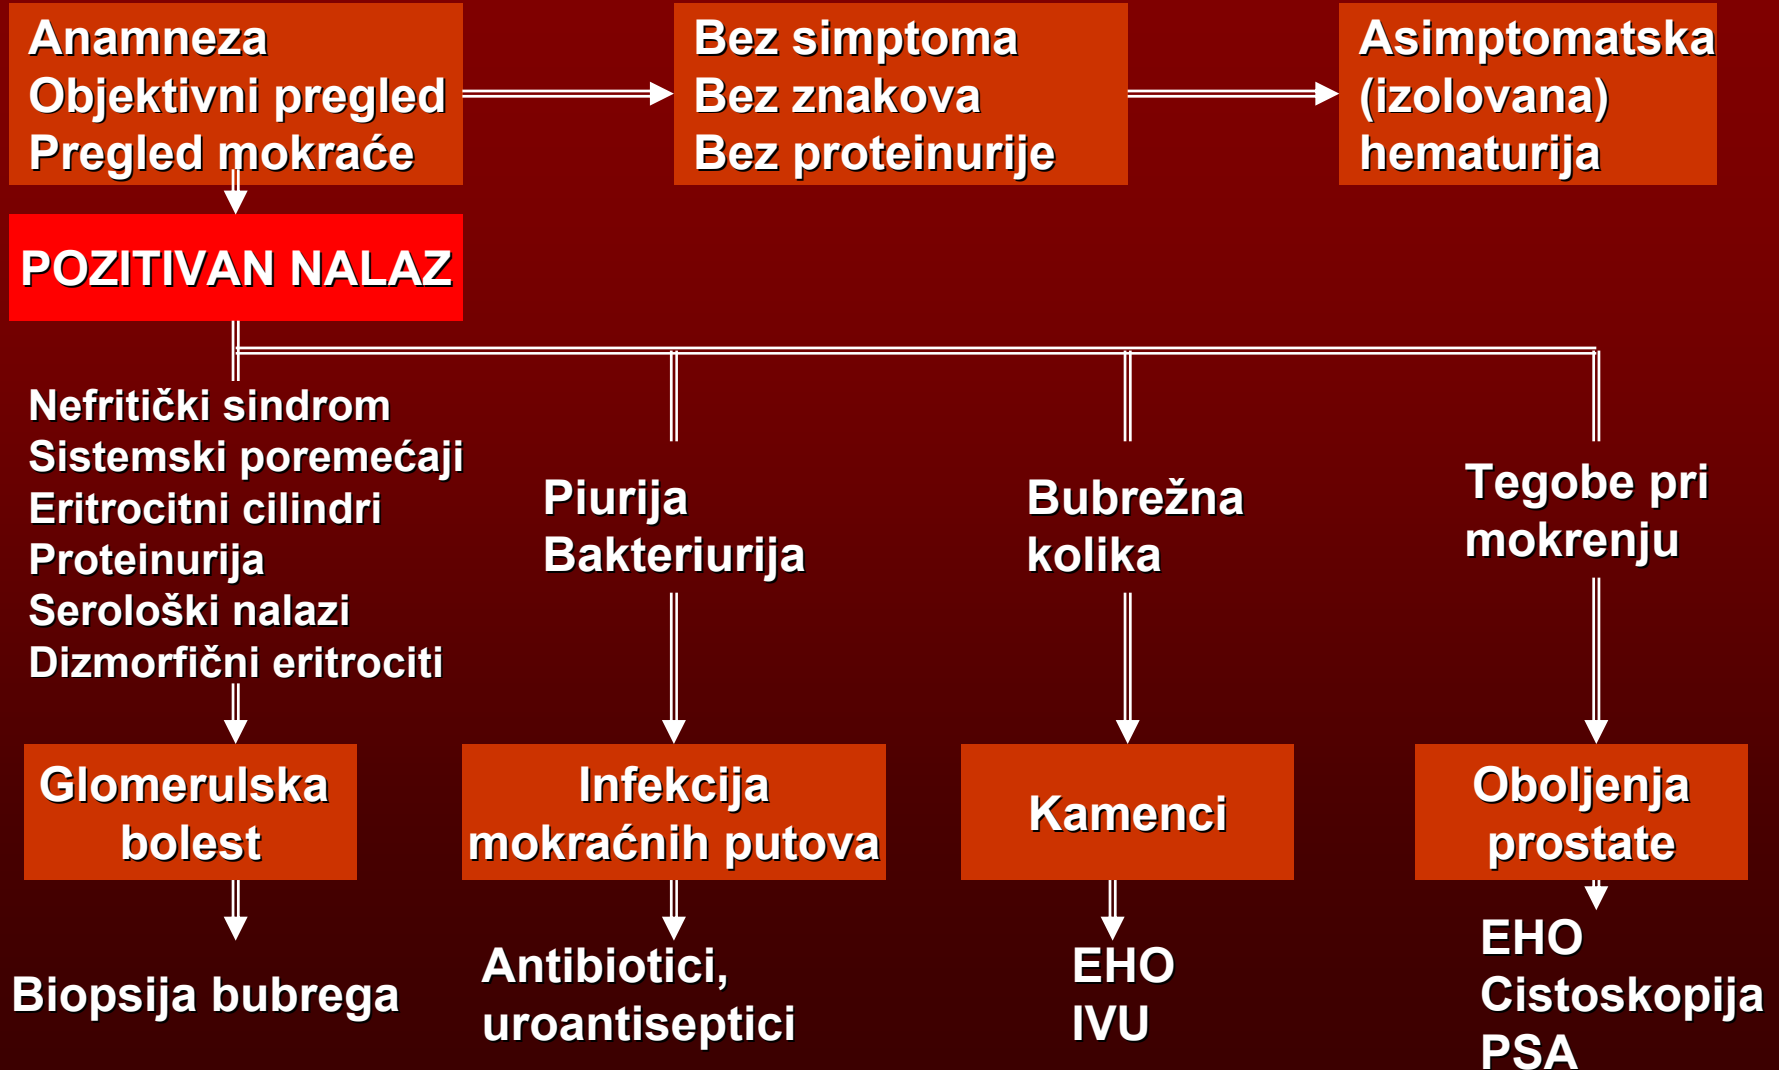 Anamneza
Objektivni pregled
Pregled mokraće
Bez simptoma
Bez znakova
Bez proteinurije
Asimptomatska
(izolovana)
hematurija
POZITIVAN NALAZ
Nefritički sindrom
Sistemski poremećaji
Eritrocitni cilindri
Proteinurija
Serološki nalazi
Dizmorfični eritrociti
Piurija
Bakteriurija
Bubrežna
kolika
Tegobe pri
mokrenju
Glomerulska
bolest
Infekcija
mokraćnih putova
Kamenci
Oboljenja
prostate
Biopsija bubrega
Antibiotici,
uroantiseptici
EHO
IVU
EHO
Cistoskopija
PSA